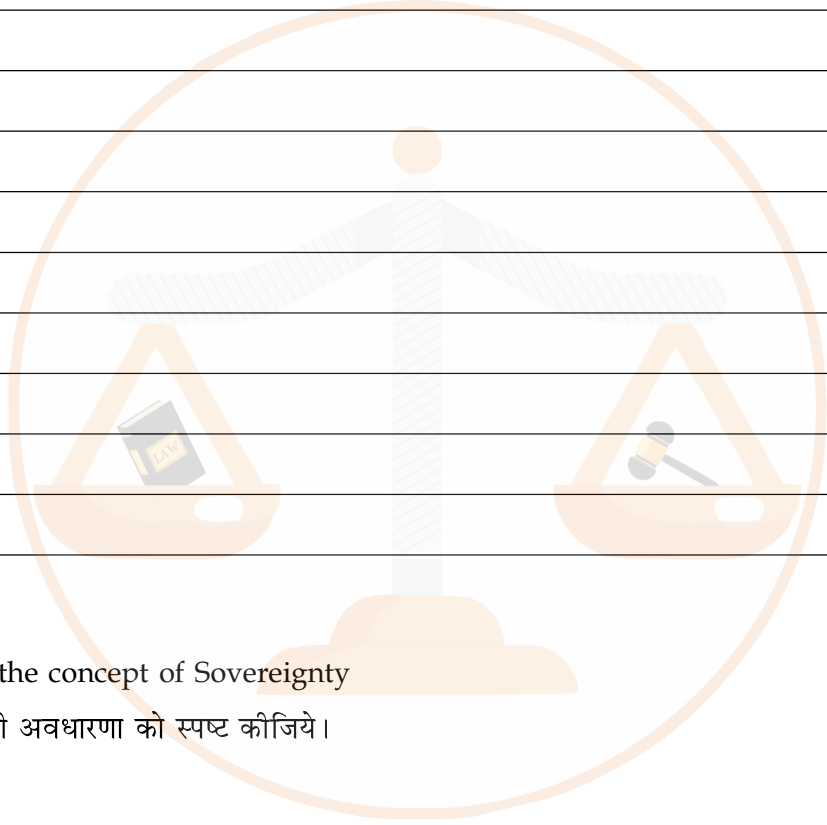 LAW
the concept of Sovereignty
अवधारणा को स्पष्ट कीजिये।